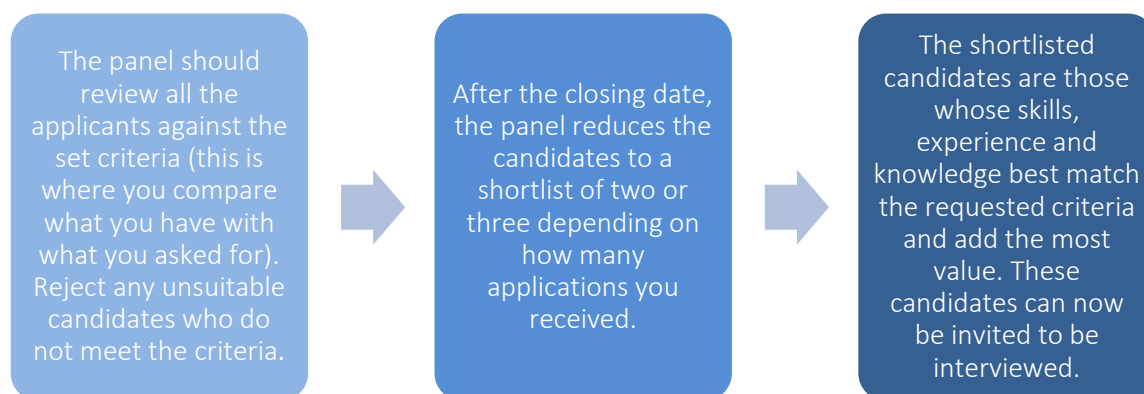 The panel should
review all the
applicants against the
set criteria (this is
where you compare
what you have with
what you asked for).
Reject any unsuitable
candidates who do
not meet the criteria.
After the closing date,
the panel reduces the
candidates to a
shortlist of two or
three depending on
how many
applications you
received.
The shortlisted
candidates are those
whose skills,
experience and
knowledge best match
the requested criteria
and add the most
value. These
candidates can now
be invited to be
interviewed.